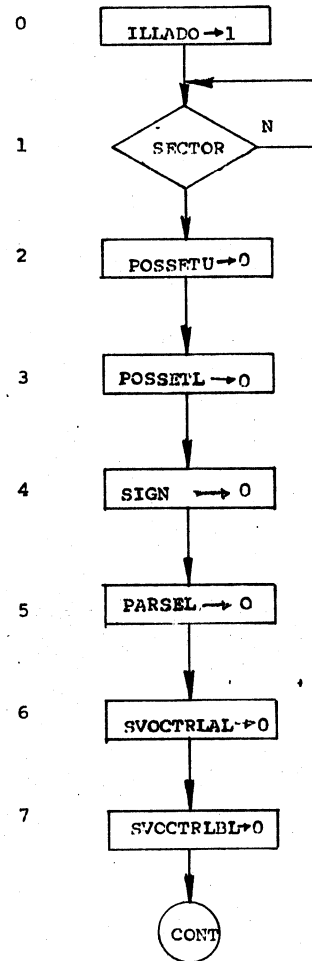 0 ILLADO→1
N
1 SECTOR
2 POSSETU→0
3 POSSETL→0
4 SIGN → 0
5 PARSEL → 0
6 SVOCTRLAL→0
7 SVOCTRLBL→0
CONT